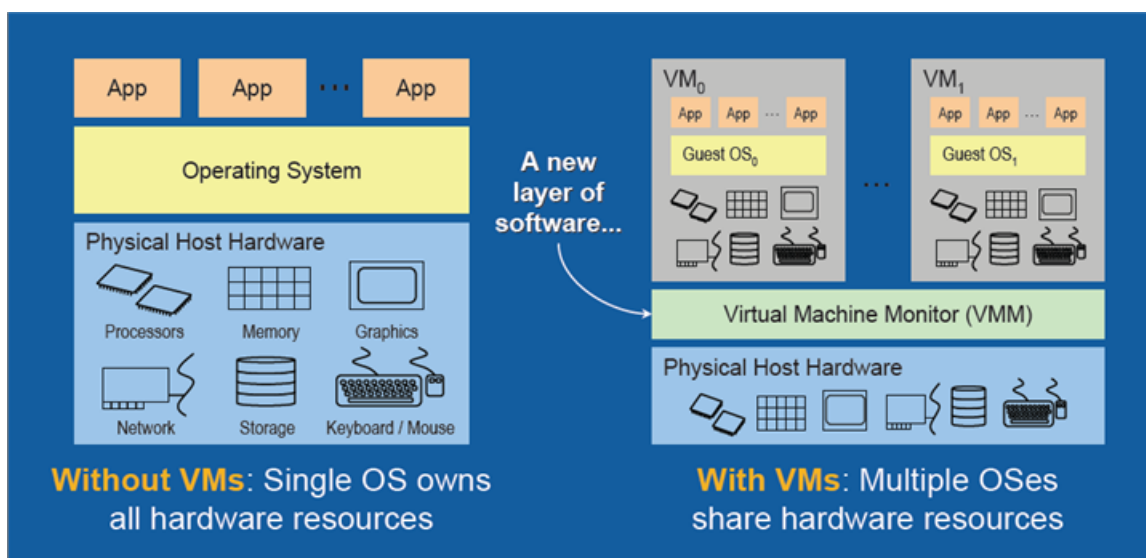 App App ... App
Operating System
Physical Host Hardware
Processors Memory Graphics
Network Storage Keyboard / Mouse
Without VMs: Single OS owns
all hardware resources
A new
layer of
software...
VM0
App App ... App
Guest OS0
...
VM1
App App ... App
Guest OS1
Virtual Machine Monitor (VMM)
Physical Host Hardware
With VMs: Multiple OSes
share hardware resources